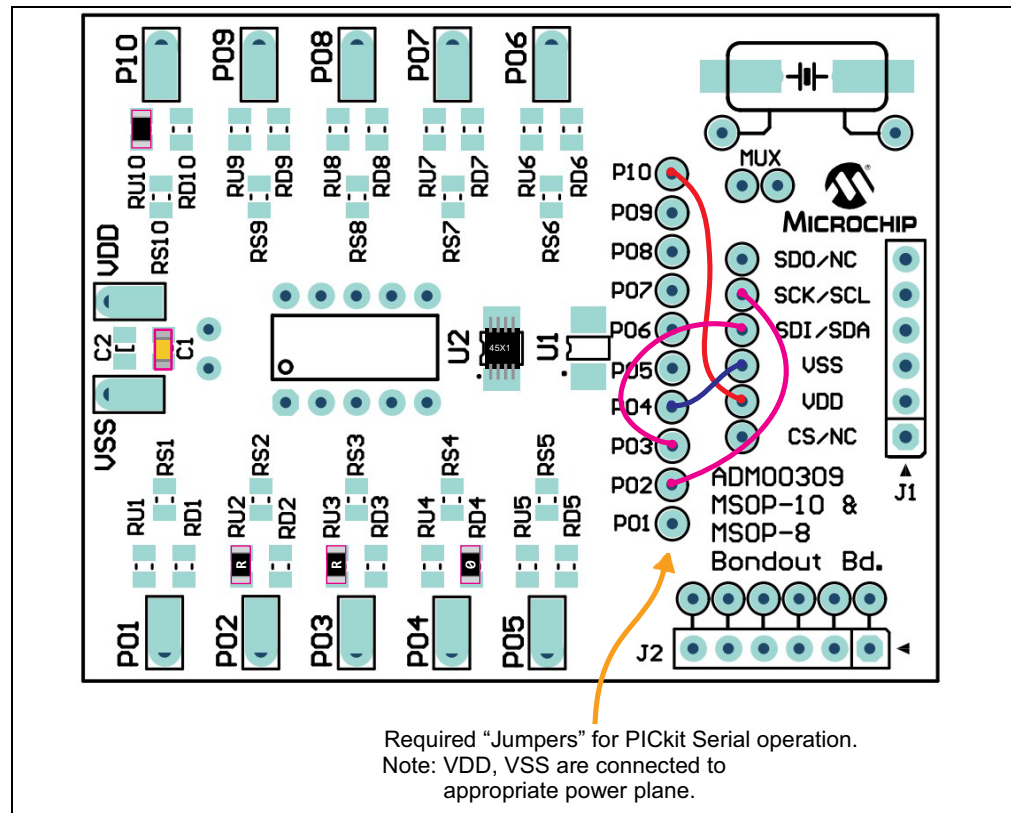 P10 P09 P08 P07 P06
RU10 RD10 RU9 RD9 RU8 RD8 RU7 RD7 RU6 RD6
RS10 RS9 RS8 RS7 RS6
MUX
MICROCHIP®
P10
P09
P08
P07
P06
P05
P04
P03
P02
P01
SDO/NC
SCK/SCL
SDI/SDA
VSS
VDD
CS/NC
J1
VDD
C2 C1
VSS
U2 45X1 U1
RS1 RS2 RS3 RS4 RS5
RU1 RD1 RU2 RD2 RU3 RD3 RU4 RD4 RU5 RD5
R R 0
P01 P02 P03 P04 P05
ADM00309
MSOP-10 &
MSOP-8
Bondout Bd.
J2
Required “Jumpers” for PICkit Serial operation.
Note: VDD, VSS are connected to
appropriate power plane.